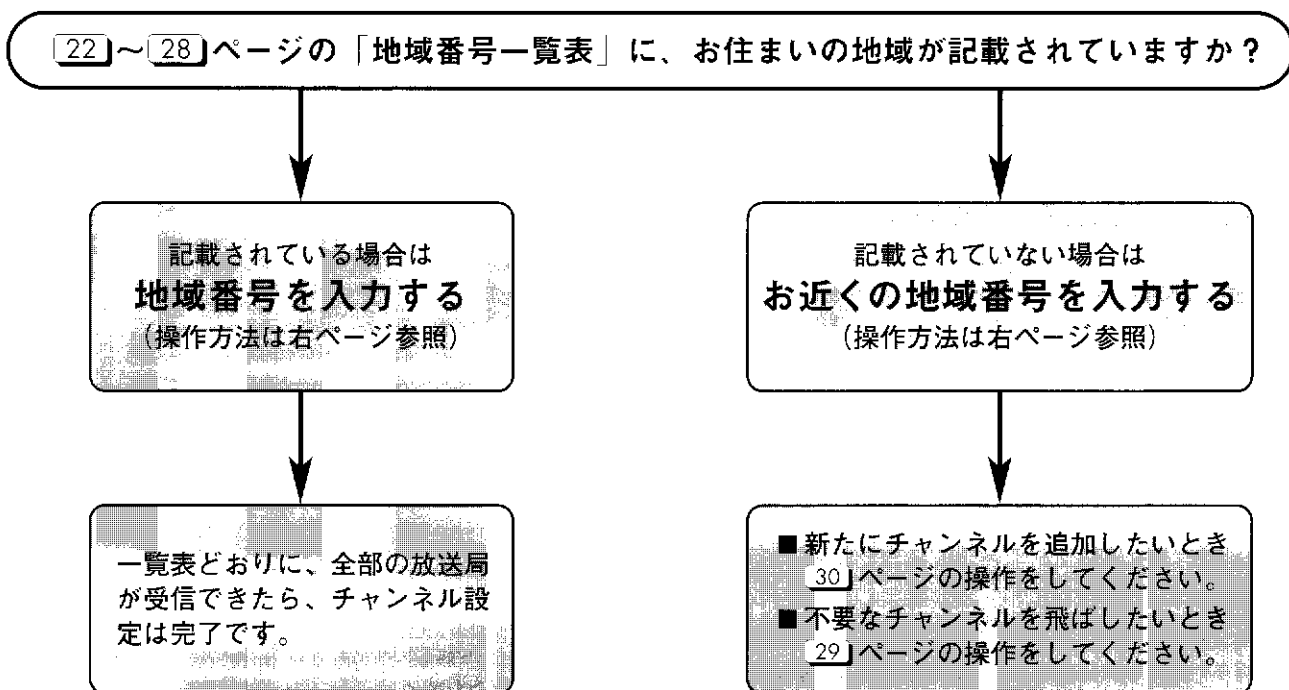 22～28ページの「地域番号一覧表」に、お住まいの地域が記載されていますか？
記載されている場合は
地域番号を入力する
（操作方法は右ページ参照）
一覧表どおりに、全部の放送局
が受信できたら、チャンネル設
定は完了です。
記載されていない場合は
お近くの地域番号を入力する
（操作方法は右ページ参照）
■新たにチャンネルを追加したいとき
30ページの操作をしてください。
■不要なチャンネルを飛ばしたいとき
29ページの操作をしてください。